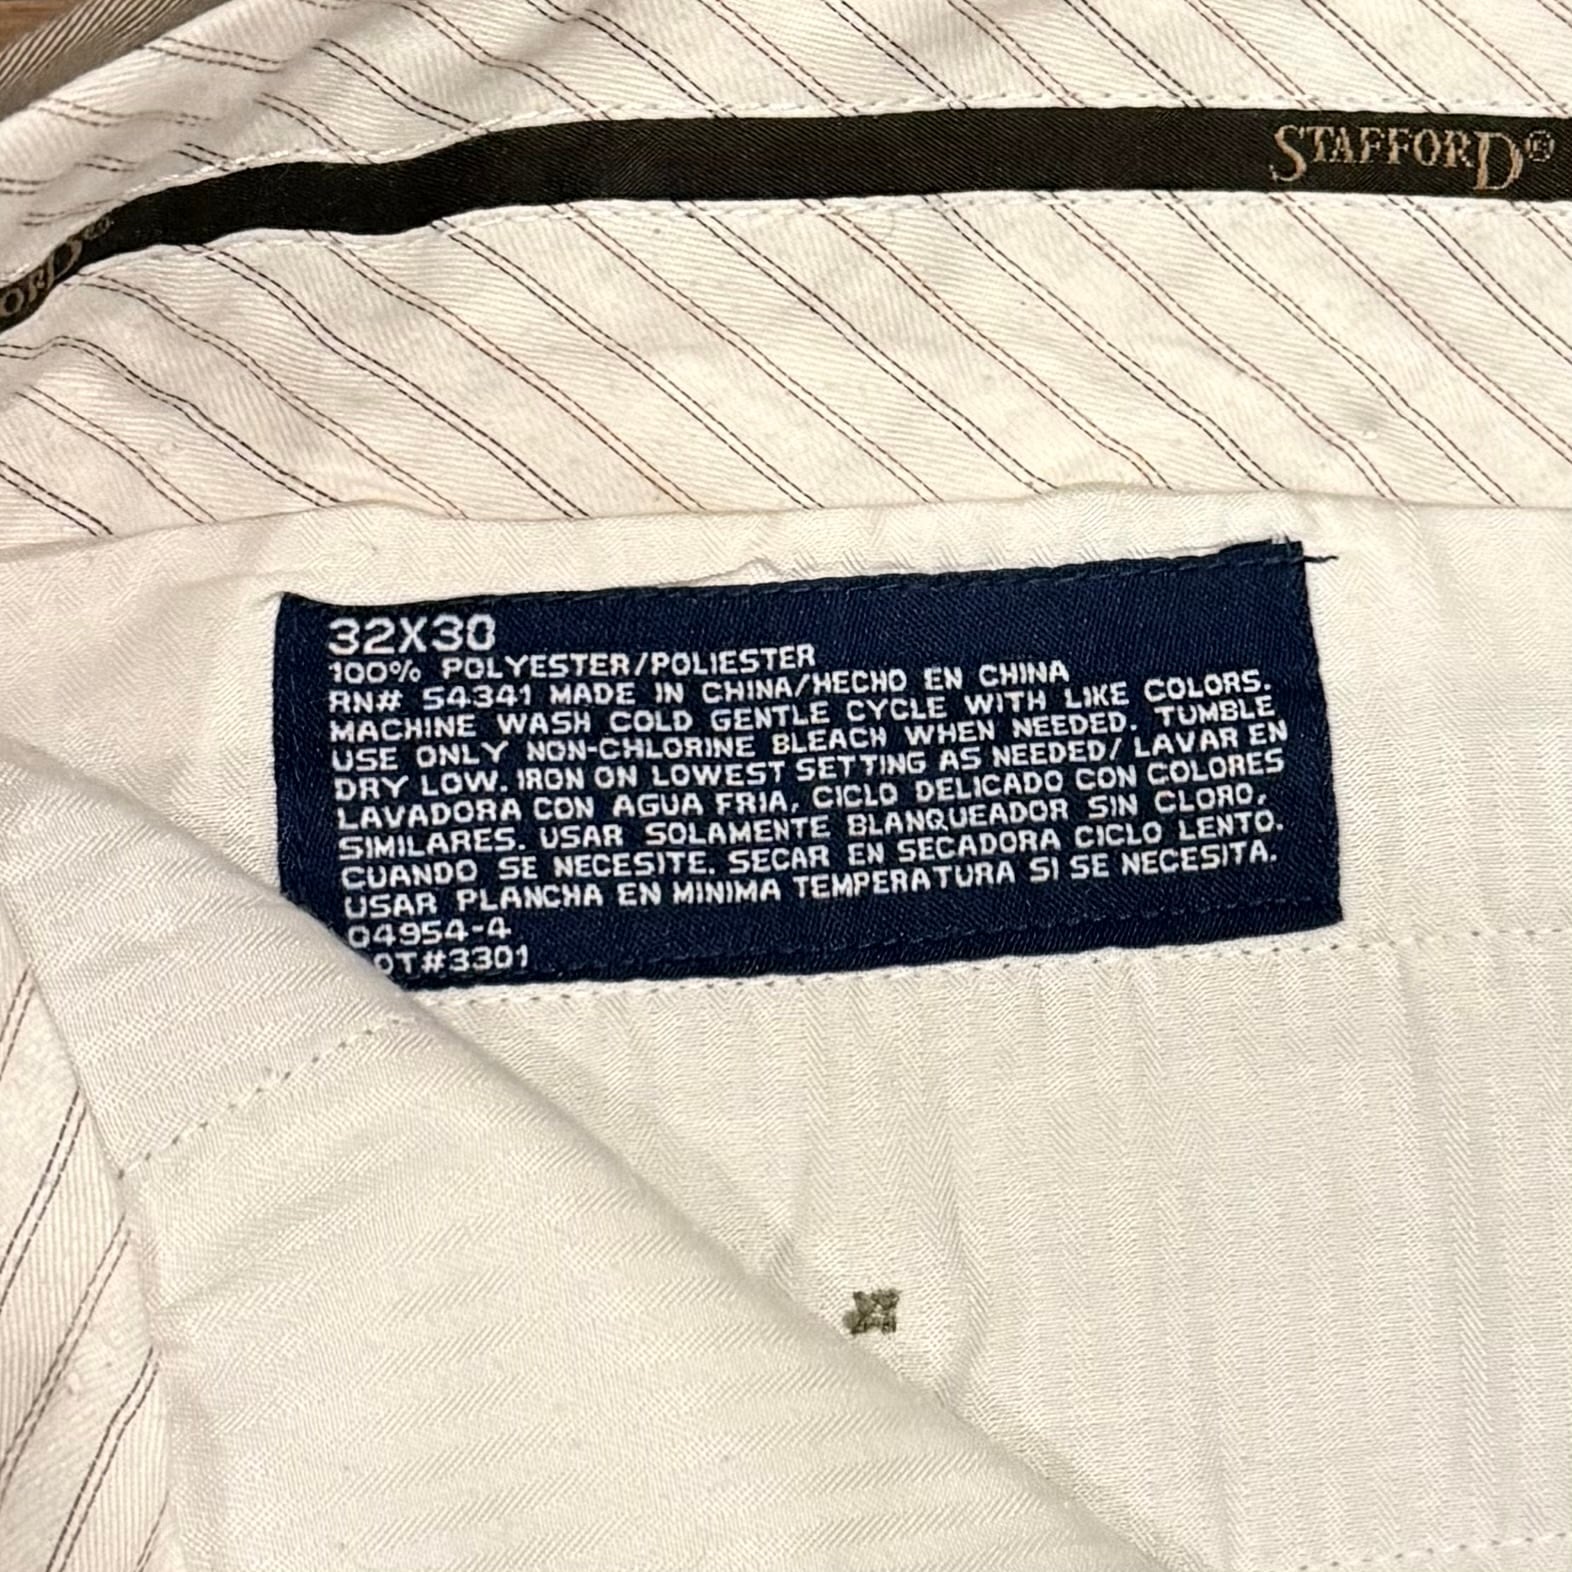 STAFFORD®
ORD®
32X30
100% POLYESTER/POLIESTER
RN# 54341 MADE IN CHINA/HECHO EN CHINA
MACHINE WASH COLD GENTLE CYCLE WITH LIKE COLORS.
USE ONLY NON-CHLORINE BLEACH WHEN NEEDED. TUMBLE
DRY LOW. IRON ON LOWEST SETTING AS NEEDED/ LAVAR EN
LAVADORA CON AGUA FRIA, CICLO DELICADO CON COLORES
SIMILARES. USAR SOLAMENTE BLANQUEADOR SIN CLORO,
CUANDO SE NECESITE. SECAR EN SECADORA CICLO LENTO.
USAR PLANCHA EN MINIMA TEMPERATURA SI SE NECESITA.
04954-4
OT#3301